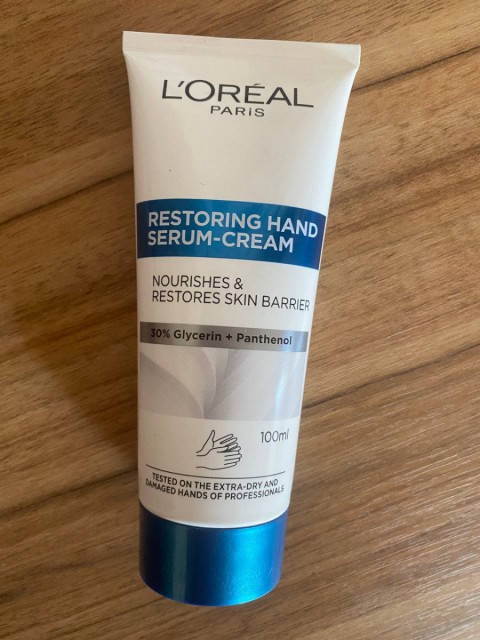 L'ORÉAL
PARIS
RESTORING HAND
SERUM-CREAM
NOURISHES &
RESTORES SKIN BARRIER
30% Glycerin + Panthenol
100ml
TESTED ON THE EXTRA-DRY AND
DAMAGED HANDS OF PROFESSIONALS